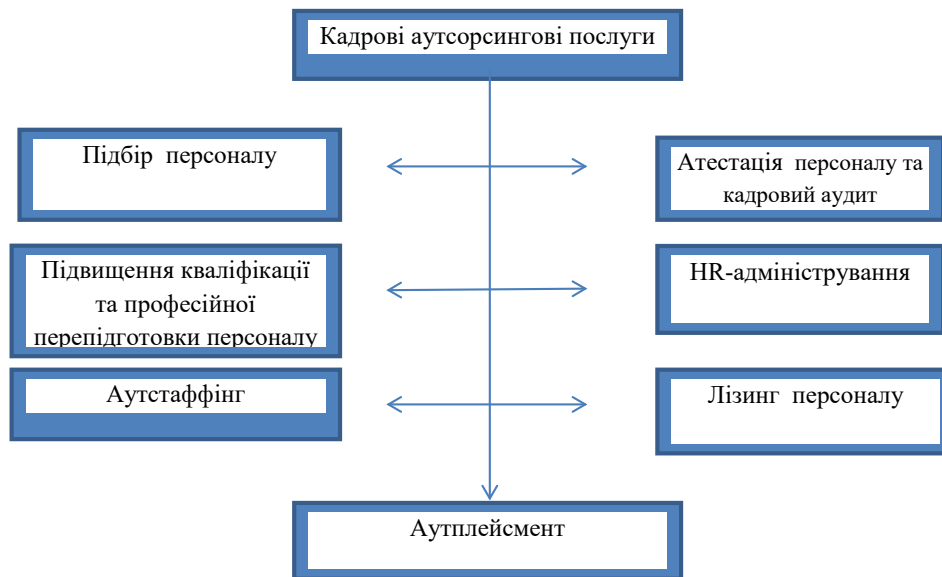 Кадрові аутсорсингові послуги
Підбір персоналу
Атестація персоналу та
кадровий аудит
Підвищення кваліфікації
та професійної
перепідготовки персоналу
HR-адміністрування
Аутстаффінг
Лізинг персоналу
Аутплейсмент